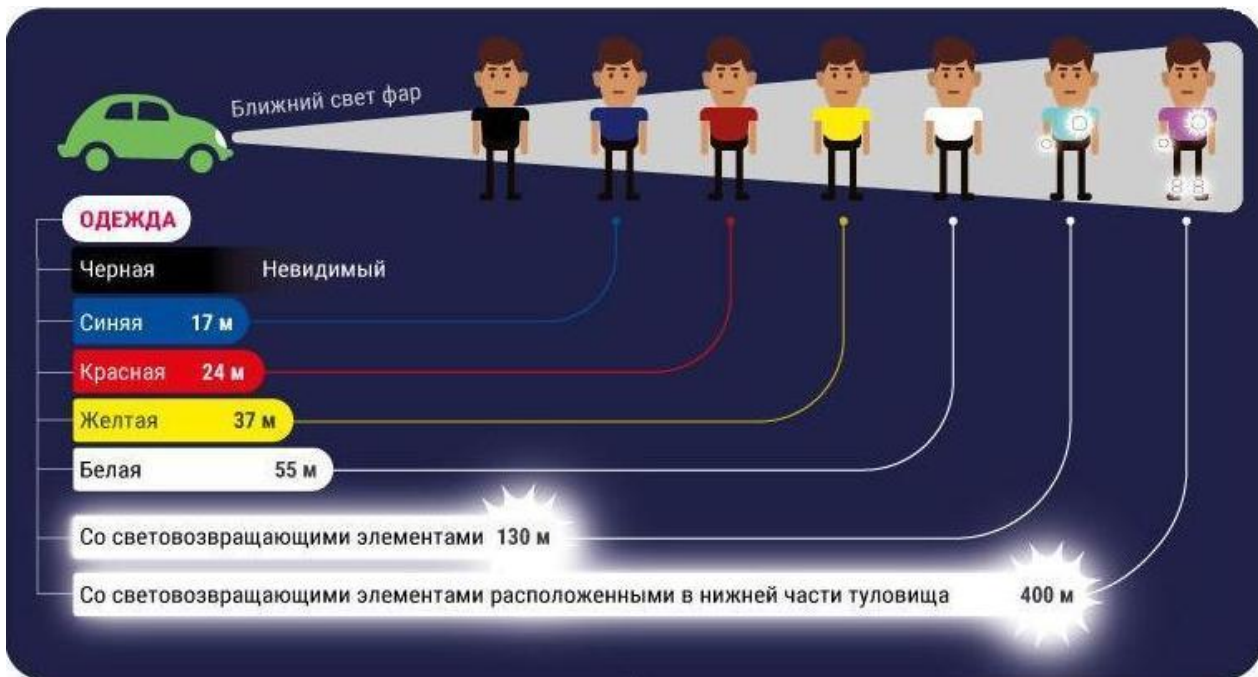 Ближний свет фар
ОДЕЖДА
Черная Невидимый
Синяя 17 м
Красная 24 м
Желтая 37 м
Белая 55 м
Со световозвращающими элементами 130 м
Со световозвращающими элементами расположенными в нижней части туловища 400 м